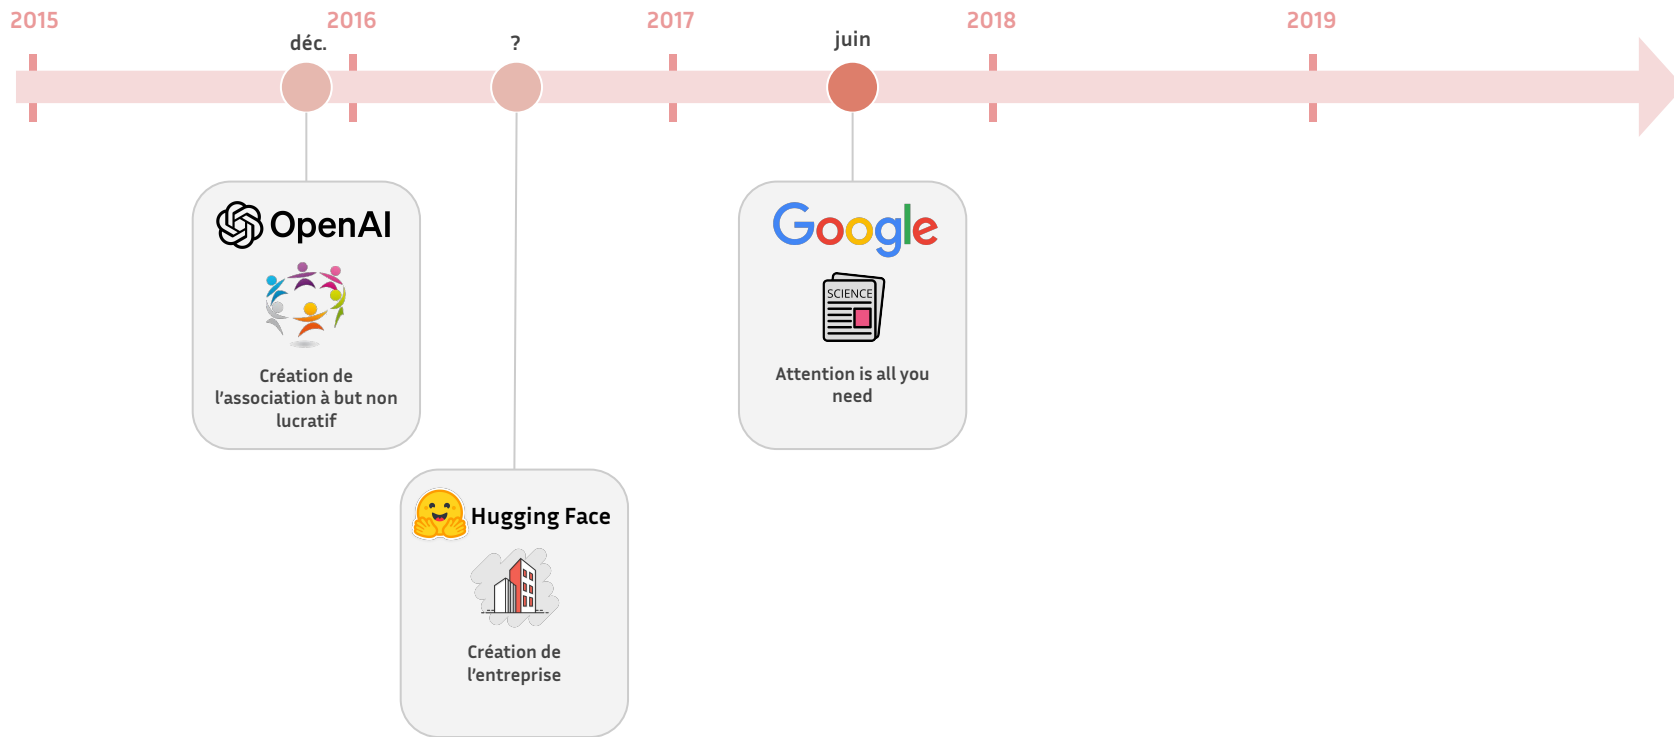 2015
2016
2017
2018
2019
déc.
?
juin
OpenAI
Création de
l'association à but non
lucratif
Google
SCIENCE
Attention is all you
need
Hugging Face
Création de
l'entreprise